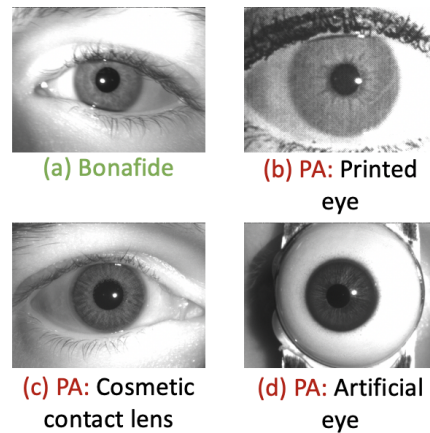 (a) Bonafide
(b) PA: Printed
eye
(c) PA: Cosmetic
contact lens
(d) PA: Artificial
eye